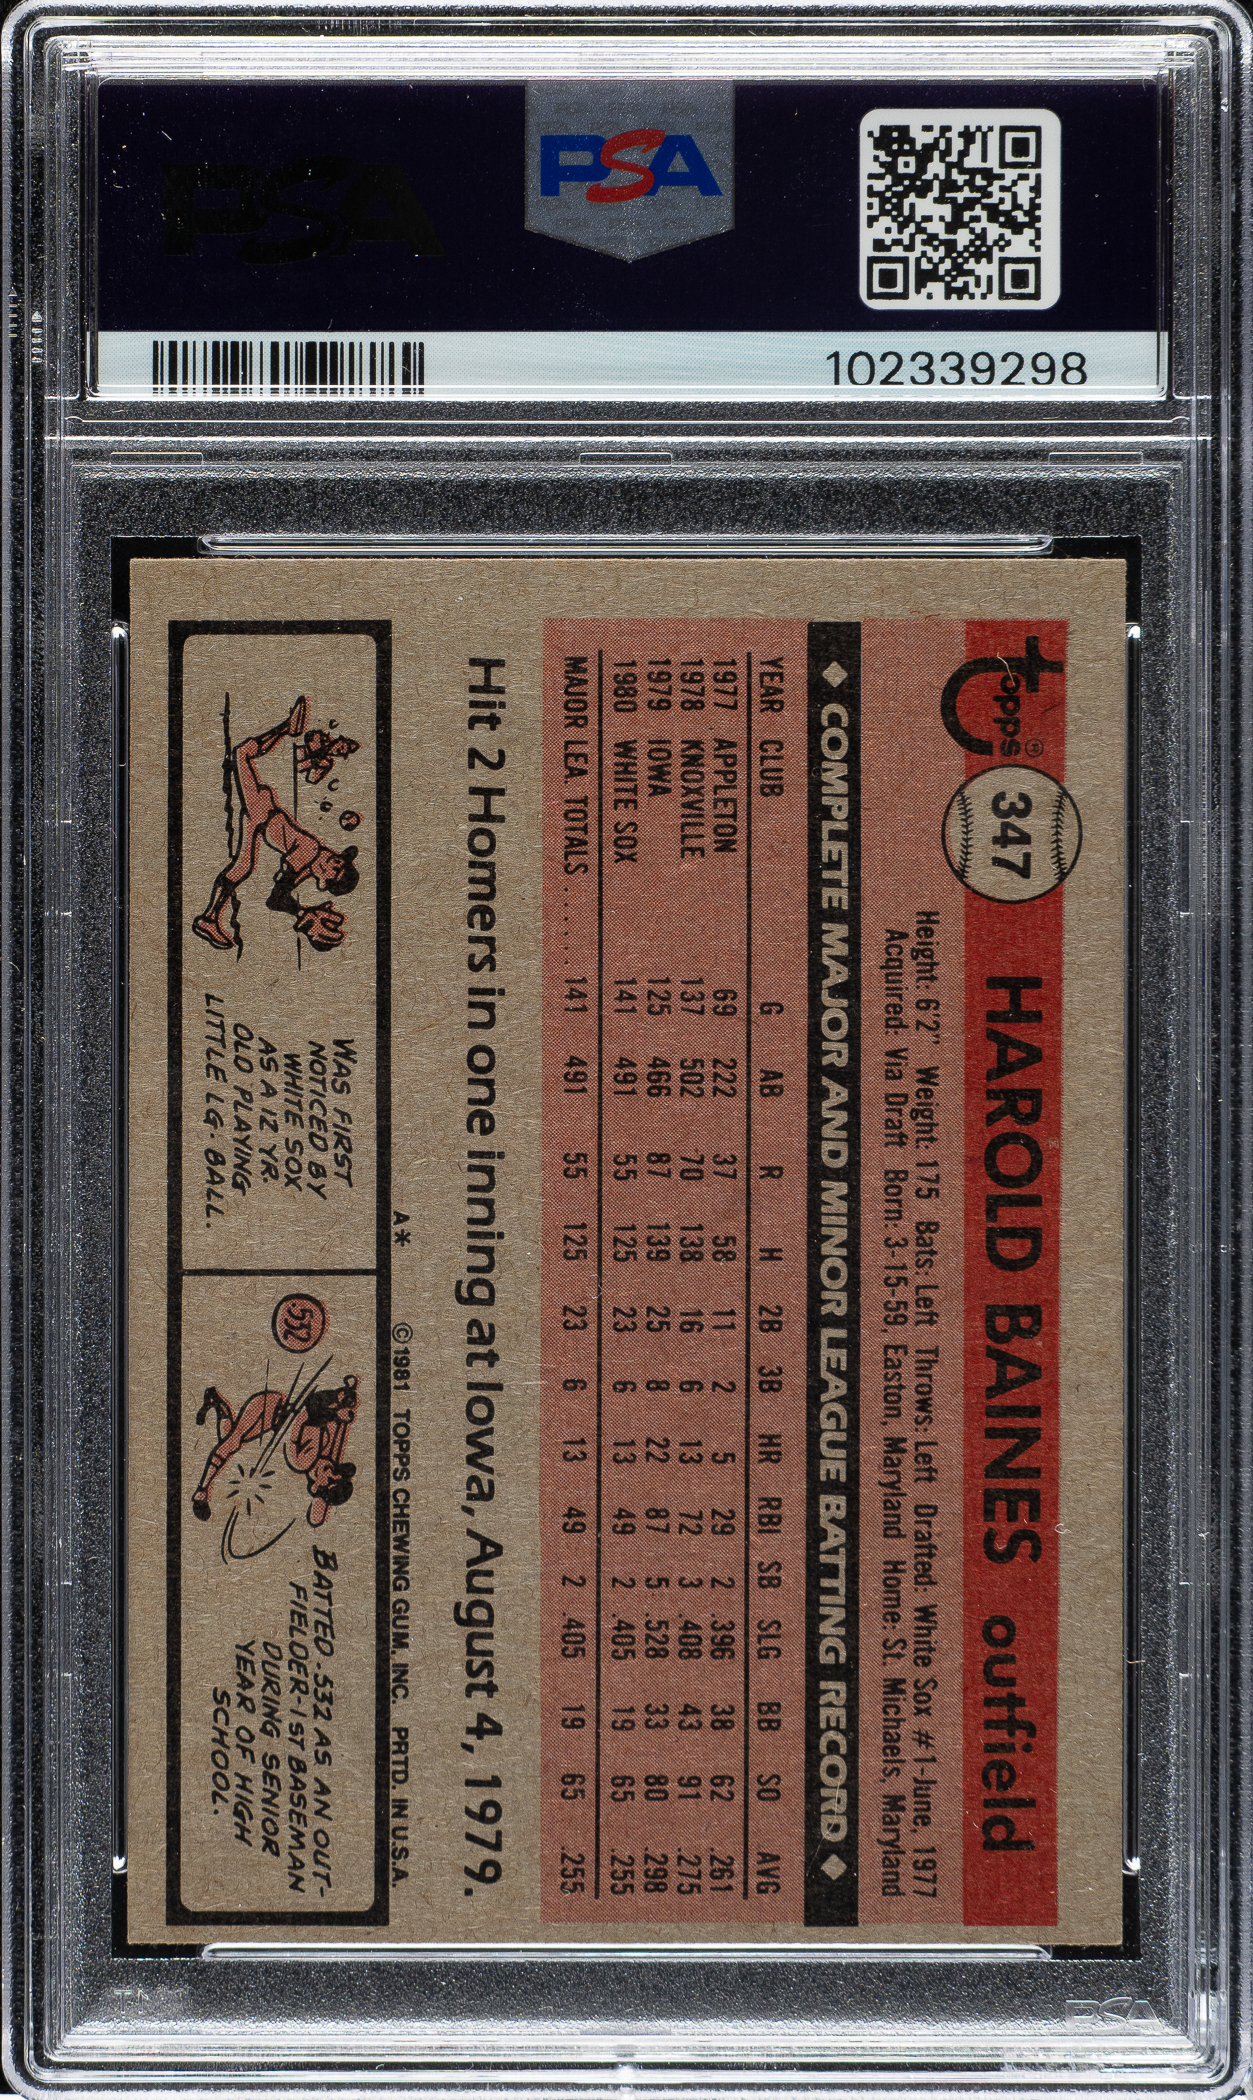 PSA
PSA
102339298
topps®
347
HAROLD BAINES outfield
Height: 6'2" Weight: 175 Bats: Left Throws: Left Drafted: White Sox #1-June, 1977
Acquired: Via Draft Born: 3-15-59, Easton, Maryland Home: St. Michaels, Maryland
◆ COMPLETE MAJOR AND MINOR LEAGUE BATTING RECORD ◆
YEAR CLUB G AB R H 2B 3B HR RBI SB SLG BB SO AVG
1977 APPLETON 69 222 37 58 11 2 5 29 2 .396 38 62 .261
1978 KNOXVILLE 137 502 70 138 16 6 13 72 3 .408 43 91 .275
1979 IOWA 125 466 87 139 25 8 22 87 5 .528 33 80 .298
1980 WHITE SOX 141 491 55 125 23 6 13 49 2 .405 19 65 .255
MAJOR LEA TOTALS ...... 141 491 55 125 23 6 13 49 2 .405 19 65 .255
Hit 2 Homers in one inning at Iowa, August 4, 1979.
A* ©1981 TOPPS CHEWING GUM, INC. PRTD. IN U.S.A.
WAS FIRST
NOTICED BY
WHITE SOX
AS A 12 YR.
OLD PLAYING
LITTLE LG. BALL.
532
BATTED .532 AS AN OUT-
FIELDER-1ST BASEMAN
DURING SENIOR
YEAR OF HIGH
SCHOOL.
PSA